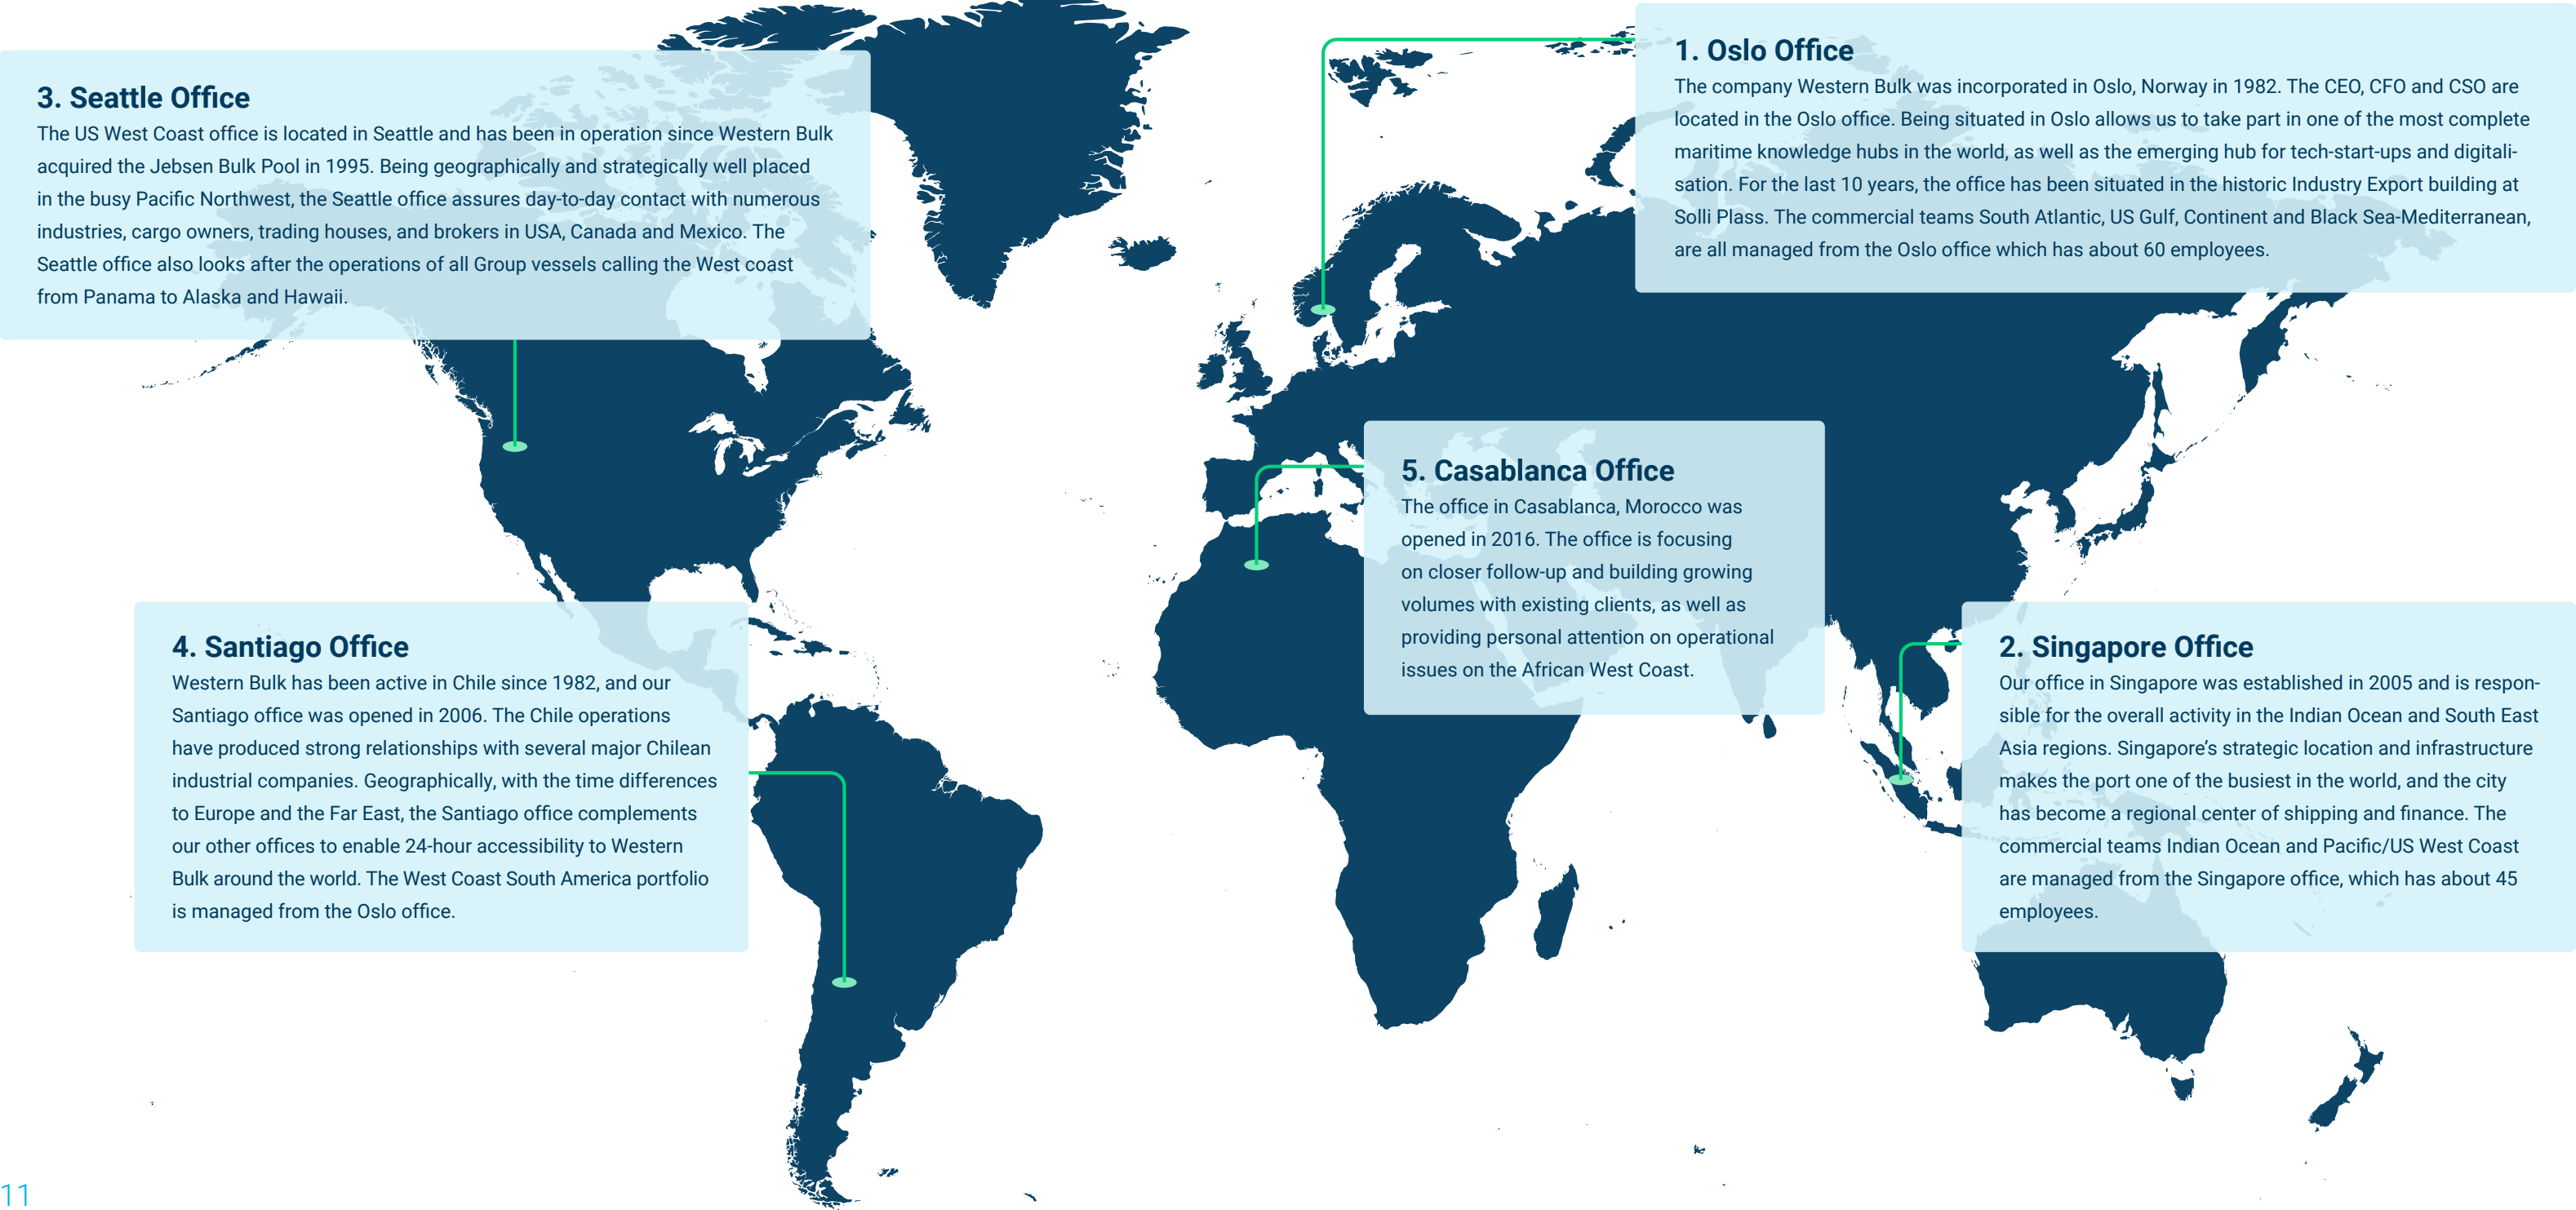 1. Oslo Office
The company Western Bulk was incorporated in Oslo, Norway in 1982. The CEO, CFO and CSO are
located in the Oslo office. Being situated in Oslo allows us to take part in one of the most complete
maritime knowledge hubs in the world, as well as the emerging hub for tech-start-ups and digitali-
sation. For the last 10 years, the office has been situated in the historic Industry Export building at
Solli Plass. The commercial teams South Atlantic, US Gulf, Continent and Black Sea-Mediterranean,
are all managed from the Oslo office which has about 60 employees.
3. Seattle Office
The US West Coast office is located in Seattle and has been in operation since Western Bulk
acquired the Jebsen Bulk Pool in 1995. Being geographically and strategically well placed
in the busy Pacific Northwest, the Seattle office assures day-to-day contact with numerous
industries, cargo owners, trading houses, and brokers in USA, Canada and Mexico. The
Seattle office also looks after the operations of all Group vessels calling the West coast
from Panama to Alaska and Hawaii.
5. Casablanca Office
The office in Casablanca, Morocco was
opened in 2016. The office is focusing
on closer follow-up and building growing
volumes with existing clients, as well as
providing personal attention on operational
issues on the African West Coast.
4. Santiago Office
Western Bulk has been active in Chile since 1982, and our
Santiago office was opened in 2006. The Chile operations
have produced strong relationships with several major Chilean
industrial companies. Geographically, with the time differences
to Europe and the Far East, the Santiago office complements
our other offices to enable 24-hour accessibility to Western
Bulk around the world. The West Coast South America portfolio
is managed from the Oslo office.
2. Singapore Office
Our office in Singapore was established in 2005 and is respon-
sible for the overall activity in the Indian Ocean and South East
Asia regions. Singapore's strategic location and infrastructure
makes the port one of the busiest in the world, and the city
has become a regional center of shipping and finance. The
commercial teams Indian Ocean and Pacific/US West Coast
are managed from the Singapore office, which has about 45
employees.
11